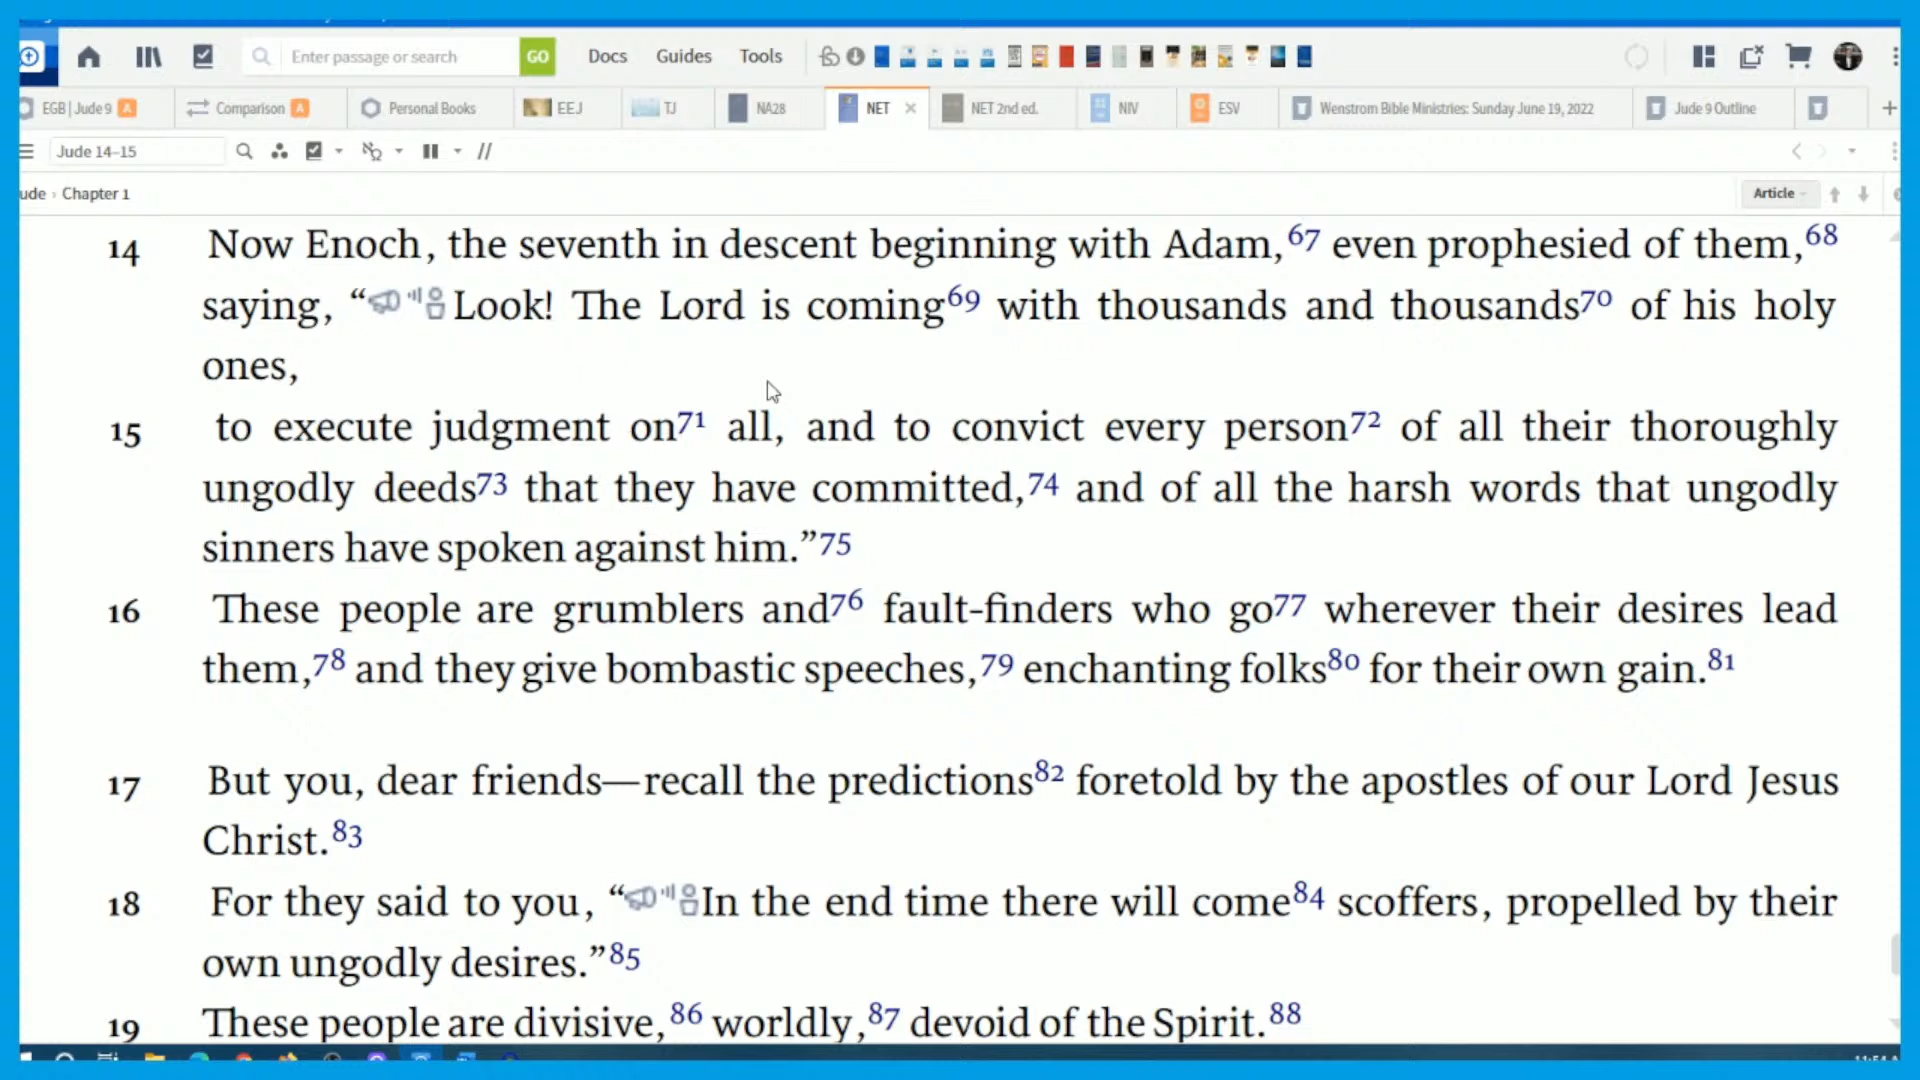 Enter passage or search GO Docs Guides Tools
EGB | Jude 9 A Comparison A Personal Books EEJ TJ NA28 NET NET 2nd ed. NIV ESV Wenstrom Bible Ministries: Sunday June 19, 2022 Jude 9 Outline
Jude 14–15
ude › Chapter 1 Article
14 Now Enoch, the seventh in descent beginning with Adam,67 even prophesied of them,68
saying, “Look! The Lord is coming69 with thousands and thousands70 of his holy
ones,
15 to execute judgment on71 all, and to convict every person72 of all their thoroughly
ungodly deeds73 that they have committed,74 and of all the harsh words that ungodly
sinners have spoken against him.”75
16 These people are grumblers and76 fault-finders who go77 wherever their desires lead
them,78 and they give bombastic speeches,79 enchanting folks80 for their own gain.81
17 But you, dear friends—recall the predictions82 foretold by the apostles of our Lord Jesus
Christ.83
18 For they said to you, “In the end time there will come84 scoffers, propelled by their
own ungodly desires.”85
19 These people are divisive,86 worldly,87 devoid of the Spirit.88